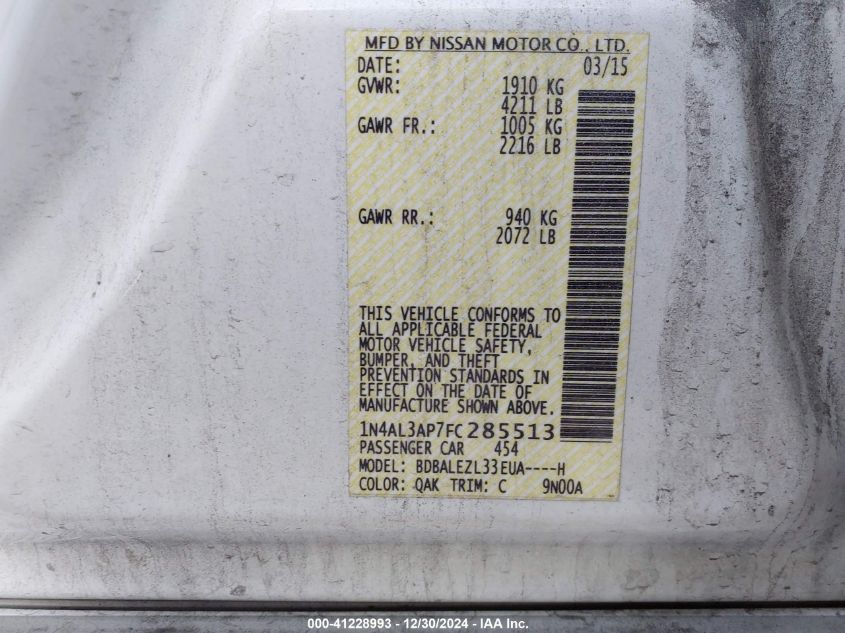 MFD BY NISSAN MOTOR CO., LTD.
DATE: 03/15
GVWR: 1910 KG
4211 LB
GAWR FR.: 1005 KG
2216 LB
GAWR RR.: 940 KG
2072 LB
THIS VEHICLE CONFORMS TO
ALL APPLICABLE FEDERAL
MOTOR VEHICLE SAFETY,
BUMPER, AND THEFT
PREVENTION STANDARDS IN
EFFECT ON THE DATE OF
MANUFACTURE SHOWN ABOVE.
1N4AL3AP7FC285513
PASSENGER CAR 454
MODEL: BDBALEZL33EUA----H
COLOR: QAK TRIM: C 9N00A
000-41228993 - 12/30/2024 - IAA Inc.